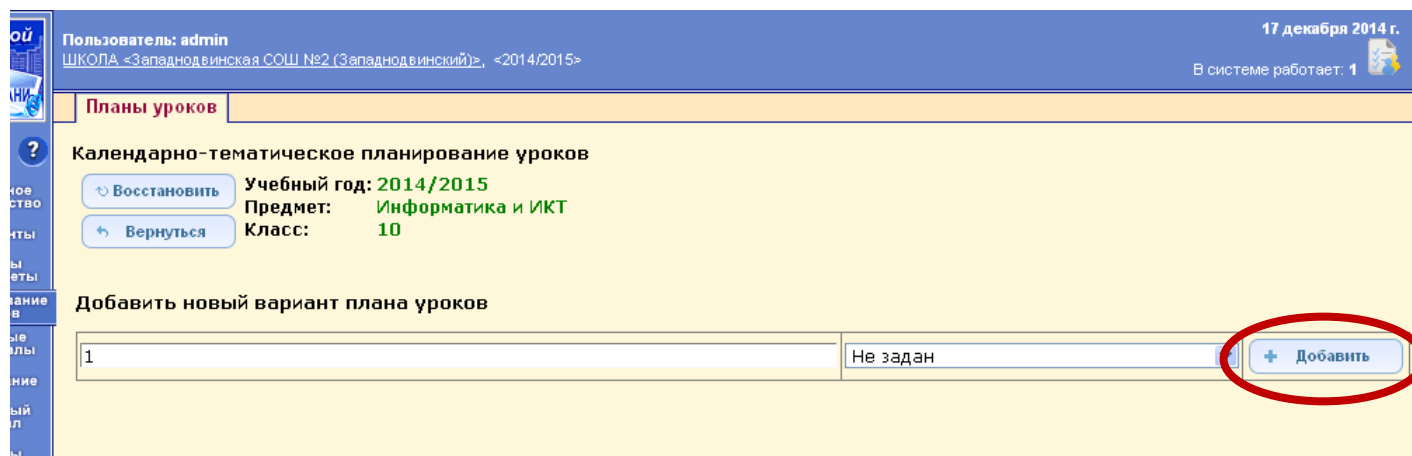 ой
Пользователь: admin
17 декабря 2014 г.
ШКОЛА <Западнодвинская СОШ №2 (Западнодвинский)>, <2014/2015>
В системе работает: 1
Планы уроков
?
Календарно-тематическое планирование уроков
Восстановить
Учебный год: 2014/2015
Предмет: Информатика и ИКТ
Вернуться
Класс: 10
Добавить новый вариант плана уроков
1
Не задан
Добавить